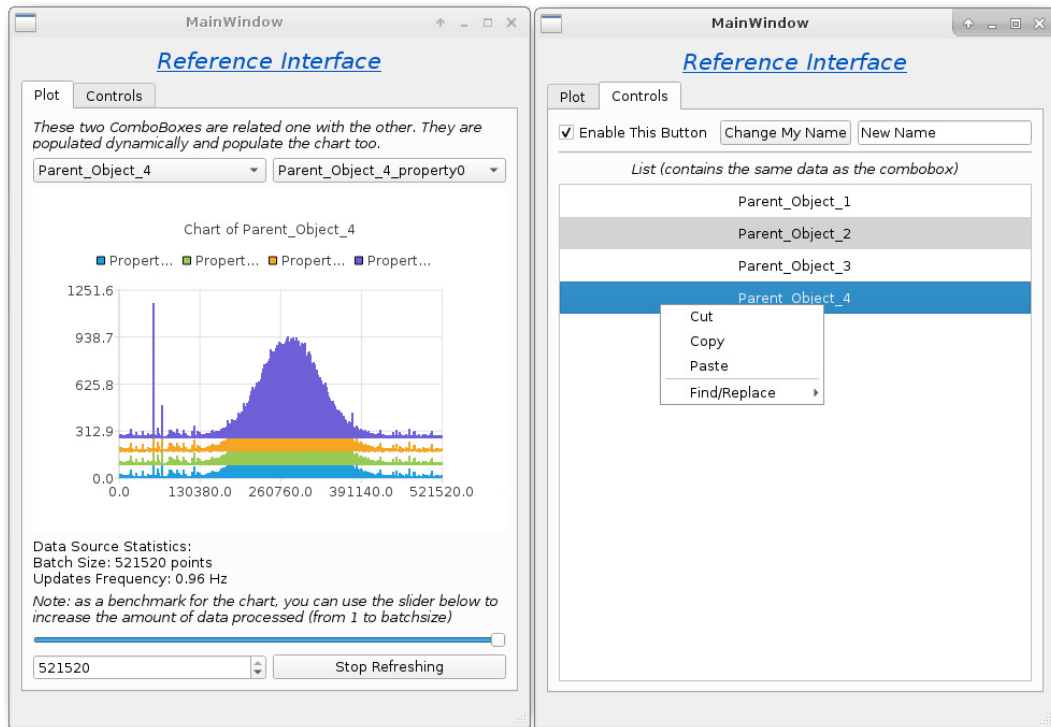 MainWindow
Reference Interface
Plot
Controls
These two ComboBoxes are related one with the other. They are
populated dynamically and populate the chart too.
Parent_Object_4
Parent_Object_4_property0
Chart of Parent_Object_4
Propert... Propert... Propert... Propert...
1251.6
938.7
625.8
312.9
0.0
0.0 130380.0 260760.0 391140.0 521520.0
Data Source Statistics:
Batch Size: 521520 points
Updates Frequency: 0.96 Hz
Note: as a benchmark for the chart, you can use the slider below to
increase the amount of data processed (from 1 to batchsize)
521520
Stop Refreshing
MainWindow
Reference Interface
Plot
Controls
Enable This Button
Change My Name
New Name
List (contains the same data as the combobox)
Parent_Object_1
Parent_Object_2
Parent_Object_3
Parent_Object_4
Cut
Copy
Paste
Find/Replace